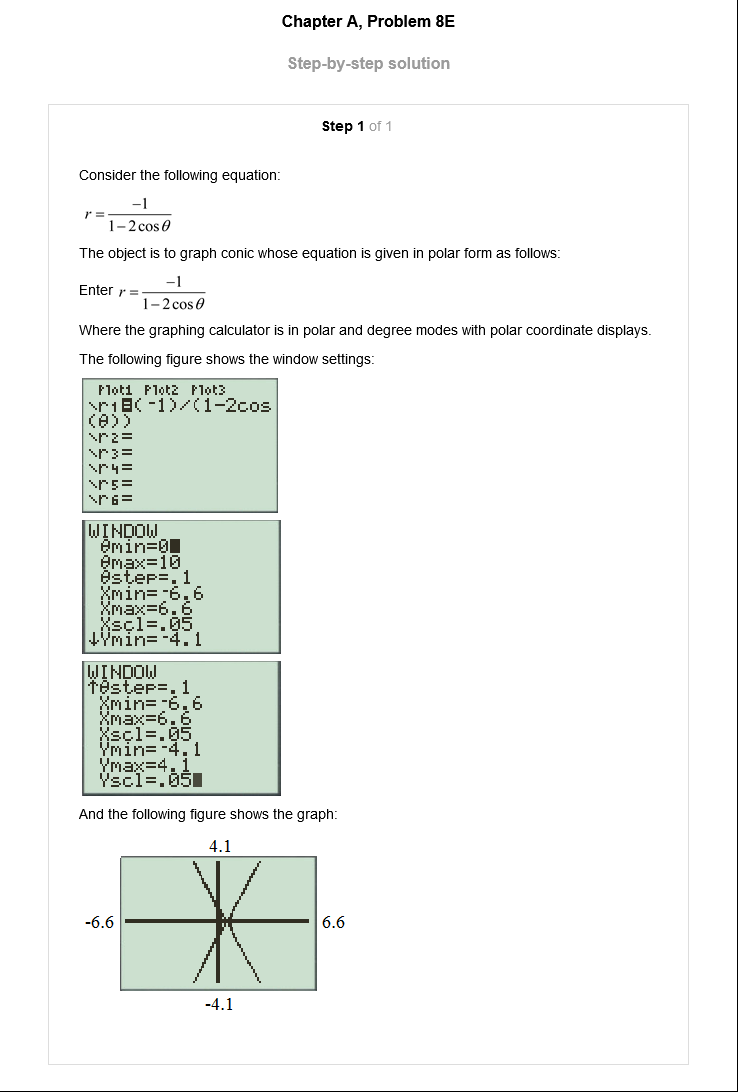 Chapter A, Problem 8E
Step-by-step solution
Step 1 of 1
Consider the following equation:
r = -1 / (1 - 2 cos θ)
The object is to graph conic whose equation is given in polar form as follows:
Enter r = -1 / (1 - 2 cos θ)
Where the graphing calculator is in polar and degree modes with polar coordinate displays.
The following figure shows the window settings:
Plot1 Plot2 Plot3
\r1=(-1)/(1-2cos
(θ))
\r2=
\r3=
\r4=
\r5=
\r6=
WINDOW
θmin=0
θmax=10
θstep=.1
Xmin=-6.6
Xmax=6.6
Xscl=.05
↓Ymin=-4.1
WINDOW
↑θstep=.1
Xmin=-6.6
Xmax=6.6
Xscl=.05
Ymin=-4.1
Ymax=4.1
Yscl=.05
And the following figure shows the graph:
4.1
-6.6 6.6
-4.1